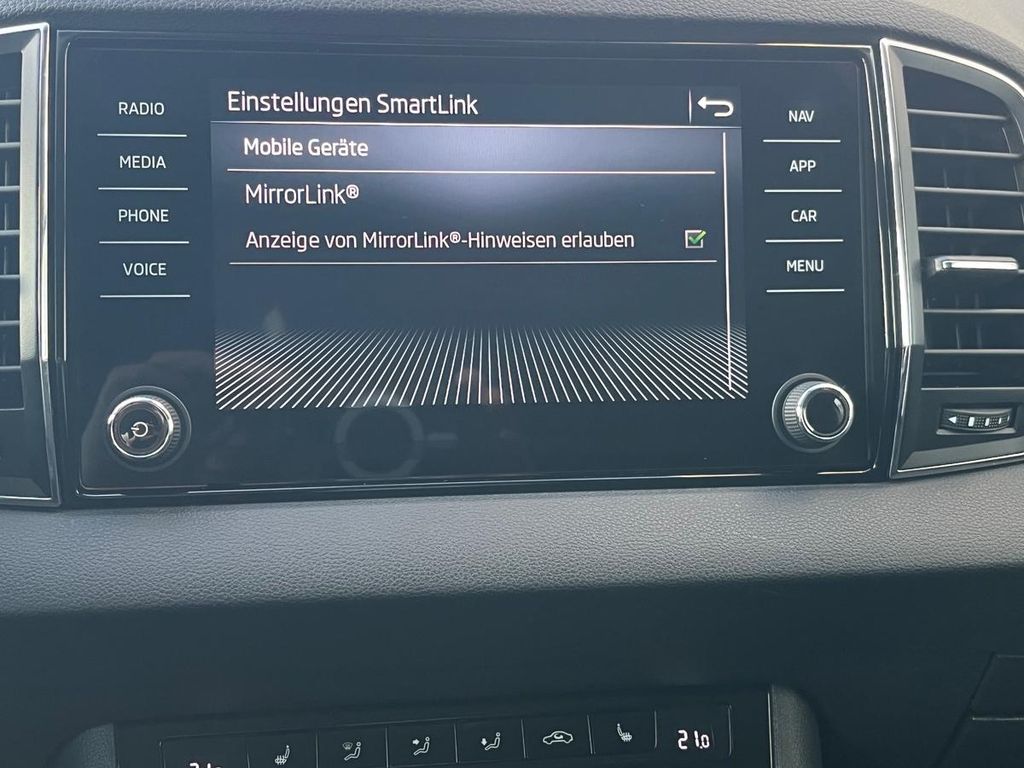 RADIO
MEDIA
PHONE
VOICE
Einstellungen SmartLink
Mobile Geräte
MirrorLink®
Anzeige von MirrorLink®-Hinweisen erlauben
NAV
APP
CAR
MENU
21.0